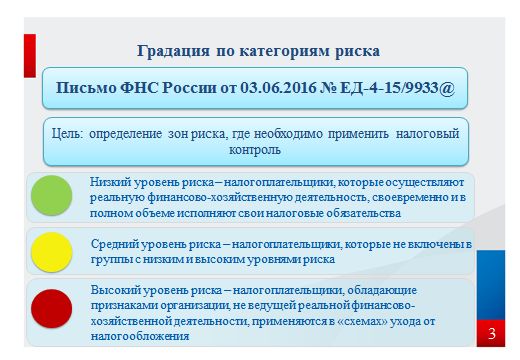 Градация по категориям риска
Письмо ФНС России от 03.06.2016 № ЕД-4-15/9933@
Цель: определение зон риска, где необходимо применить налоговый
контроль
Низкий уровень риска – налогоплательщики, которые осуществляют
реальную финансово-хозяйственную деятельность, своевременно и в
полном объеме исполняют свои налоговые обязательства
Средний уровень риска – налогоплательщики, которые не включены в
группы с низким и высоким уровнями риска
Высокий уровень риска – налогоплательщики, обладающие
признаками организации, не ведущей реальной финансово-
хозяйственной деятельности, применяются в «схемах» ухода от
налогообложения
3